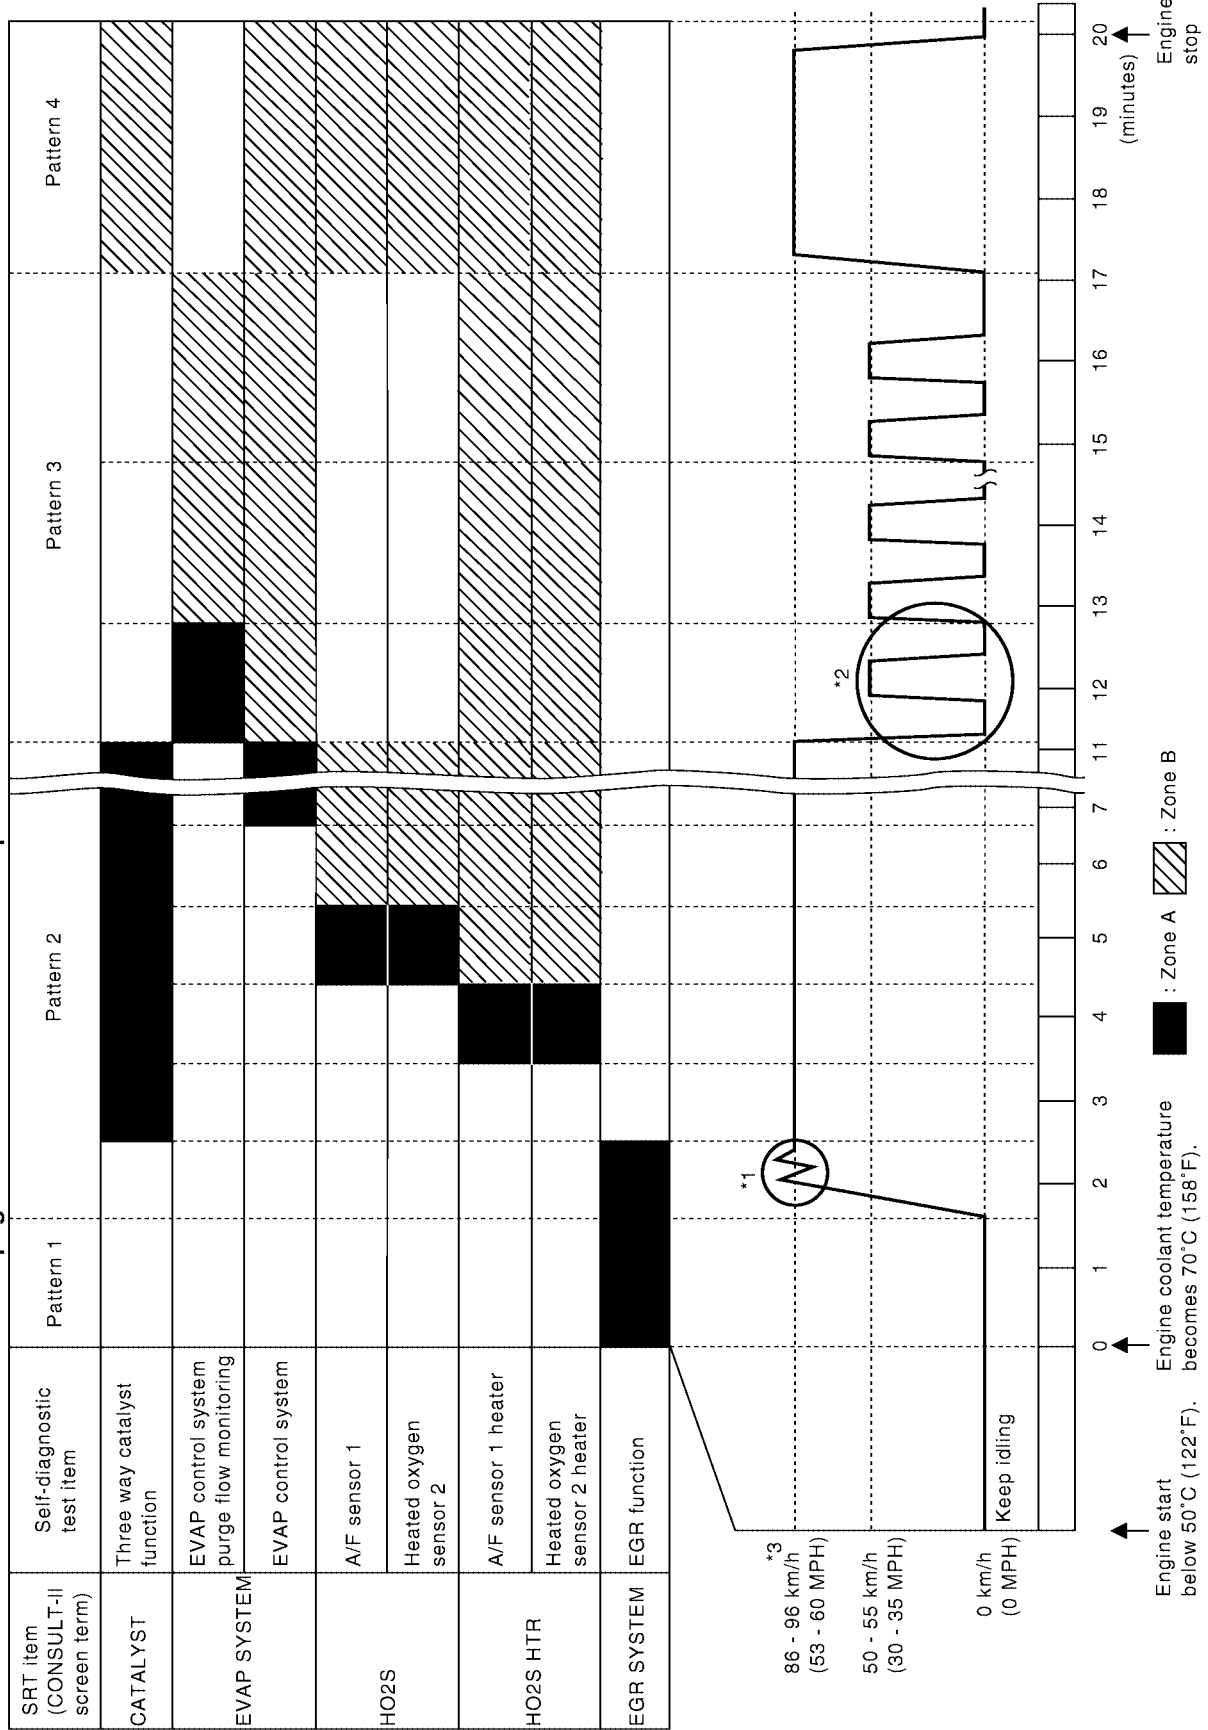 SRT item
(CONSULT-II
screen term)
Self-diagnostic
test item
Pattern 1
Pattern 2
Pattern 3
Pattern 4
CATALYST
Three way catalyst
function
EVAP SYSTEM
EVAP control system
purge flow monitoring
EVAP control system
HO2S
A/F sensor 1
Heated oxygen
sensor 2
HO2S HTR
A/F sensor 1 heater
Heated oxygen
sensor 2 heater
EGR SYSTEM
EGR function
*3
86 - 96 km/h
(53 - 60 MPH)
*1
50 - 55 km/h
(30 - 35 MPH)
*2
0 km/h
(0 MPH)
Keep idling
0 1 2 3 4 5 6 7 11 12 13 14 15 16 17 18 19 20
(minutes)
Engine start
below 50°C (122°F).
Engine coolant temperature
becomes 70°C (158°F).
: Zone A
: Zone B
Engine
stop